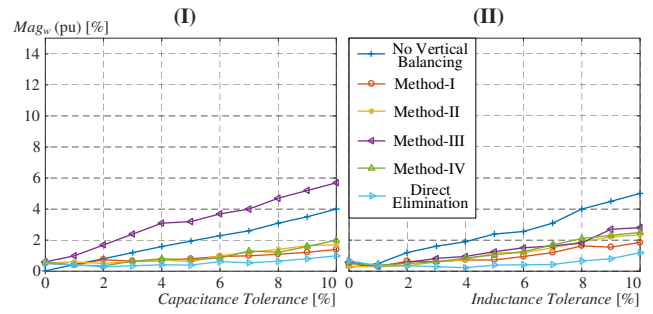 (I)
(II)
Mag_w (pu) [%]
14
12
10
8
6
4
2
0
0
2
4
6
8
10
Capacitance Tolerance [%]
No Vertical
Balancing
Method-I
Method-II
Method-III
Method-IV
Direct
Elimination
0
2
4
6
8
10
Inductance Tolerance [%]